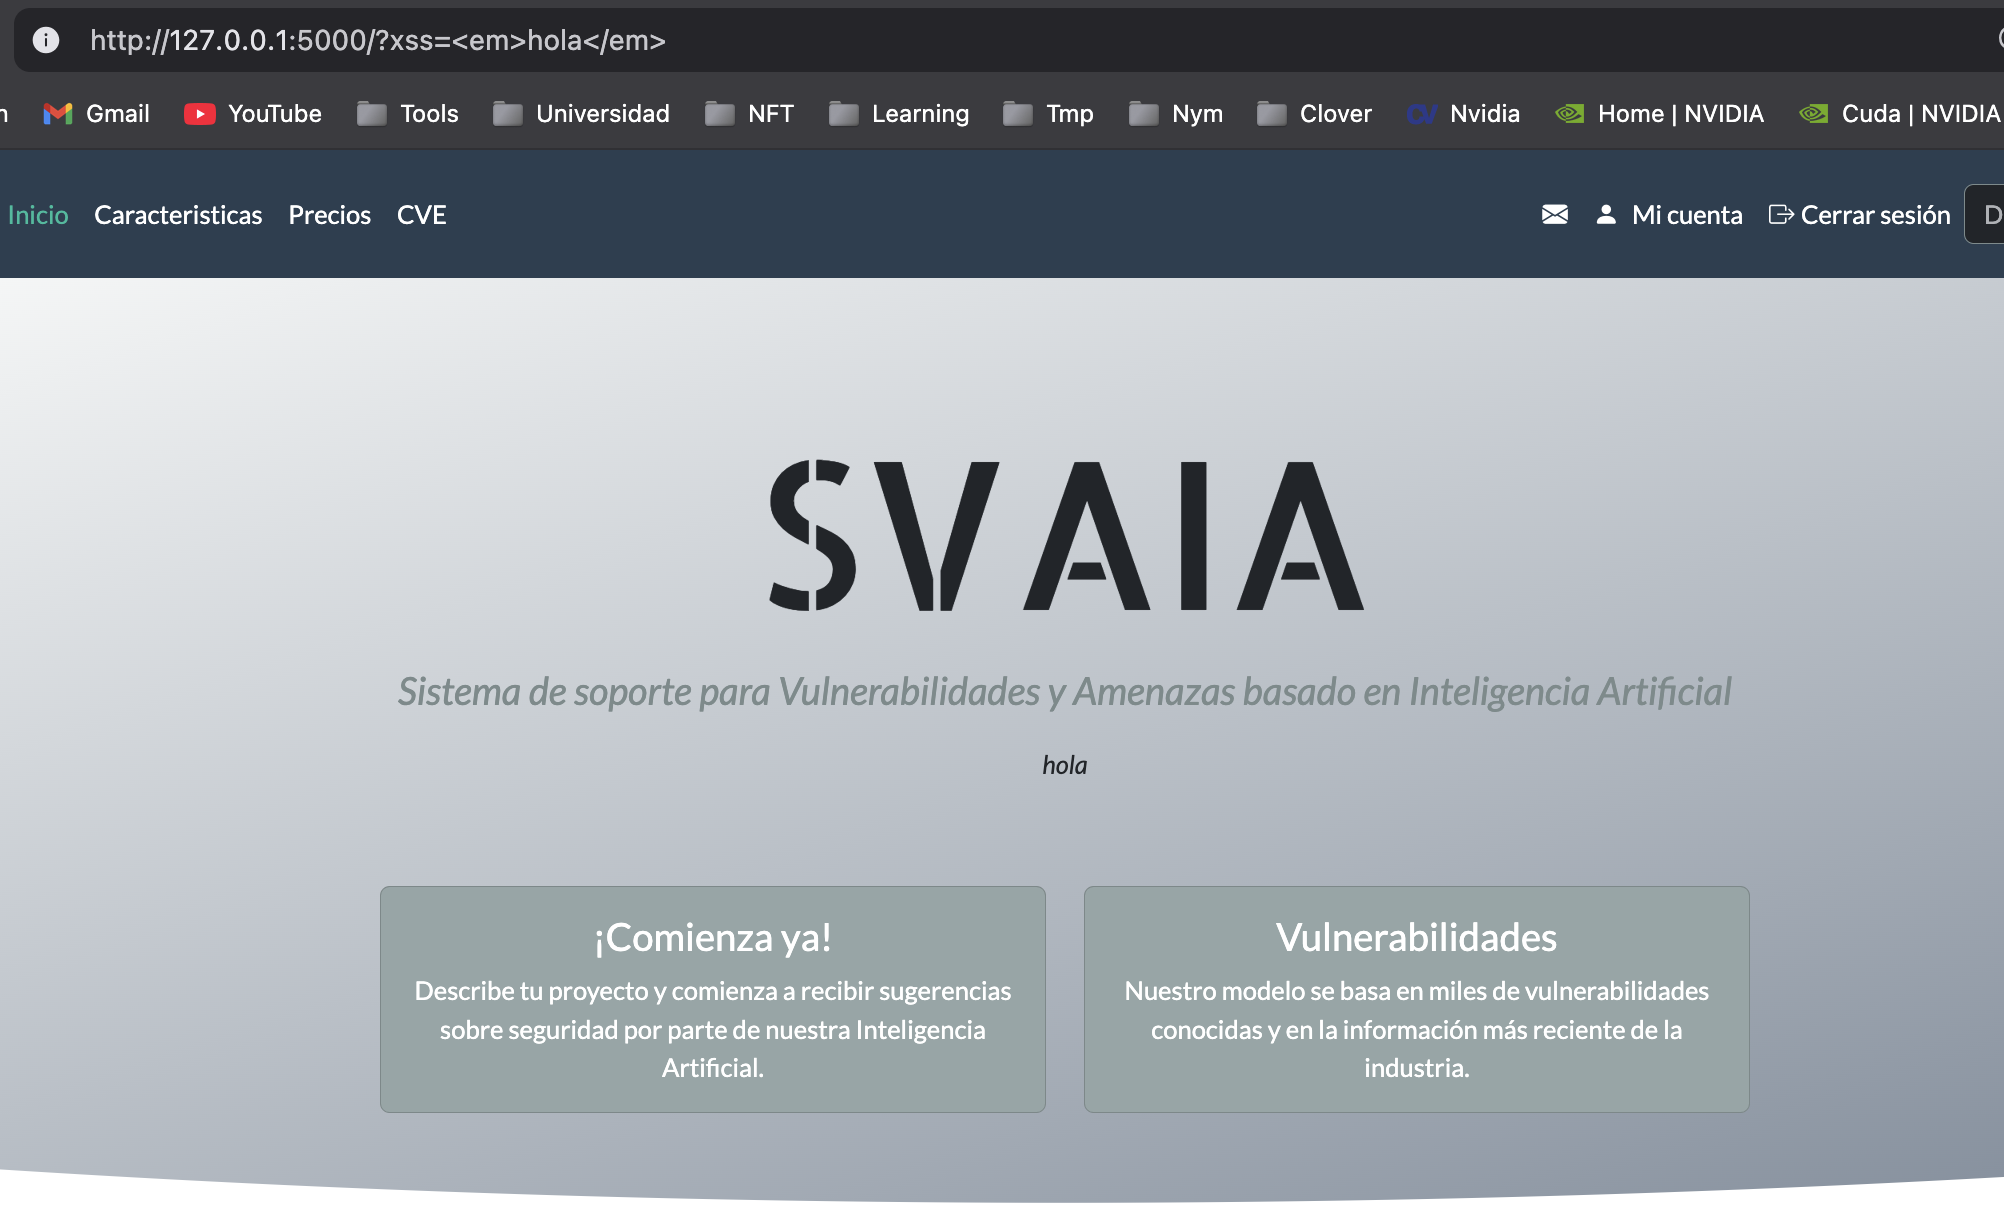 http://127.0.0.1:5000/?xss=<em>hola</em>
Gmail YouTube Tools Universidad NFT Learning Tmp Nym Clover Nvidia Home | NVIDIA Cuda | NVIDIA
Inicio Caracteristicas Precios CVE Mi cuenta Cerrar sesión
SVAIA
Sistema de soporte para Vulnerabilidades y Amenazas basado en Inteligencia Artificial
hola
¡Comienza ya!
Describe tu proyecto y comienza a recibir sugerencias
sobre seguridad por parte de nuestra Inteligencia
Artificial.
Vulnerabilidades
Nuestro modelo se basa en miles de vulnerabilidades
conocidas y en la información más reciente de la
industria.